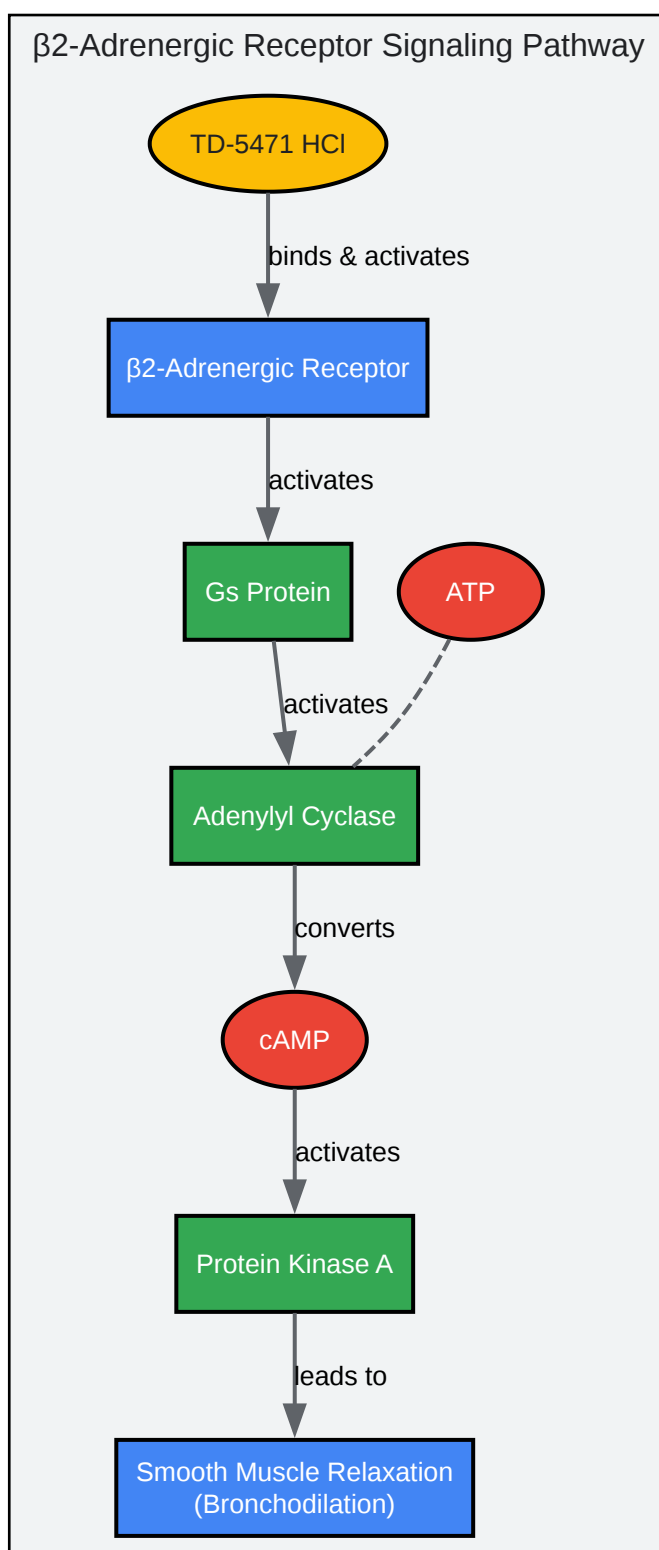 β2-Adrenergic Receptor Signaling Pathway
TD-5471 HCl
binds & activates
β2-Adrenergic Receptor
activates
Gs Protein
ATP
activates
Adenylyl Cyclase
converts
cAMP
activates
Protein Kinase A
leads to
Smooth Muscle Relaxation
(Bronchodilation)